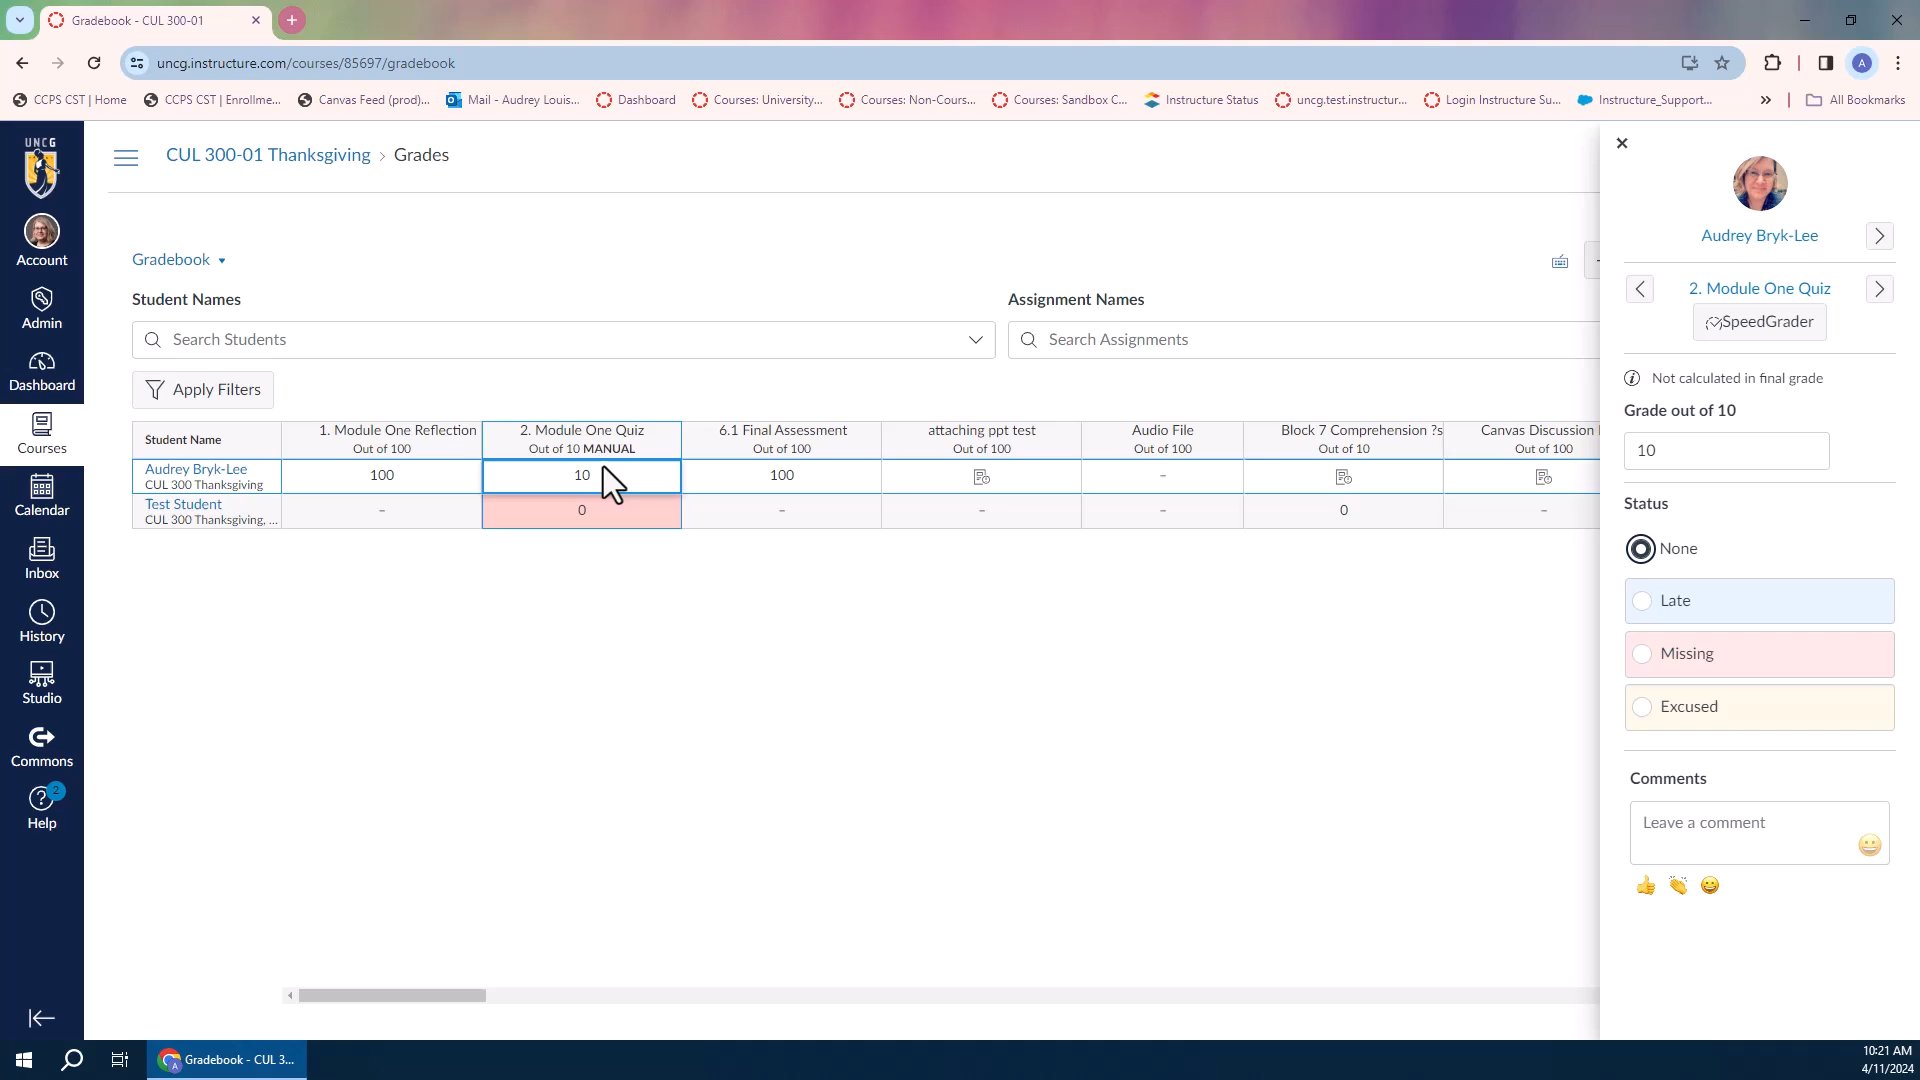 Gradebook - CUL 300-01
uncg.instructure.com/courses/85697/gradebook
CCPS CST | Home
CCPS CST | Enrollme...
Canvas Feed (prod)...
Mail - Audrey Louis...
Dashboard
Courses: University...
Courses: Non-Cours...
Courses: Sandbox C...
Instructure Status
uncg.test.instructur...
Login Instructure Su...
Instructure_Support...
»
All Bookmarks
A
UNCG
Account
Admin
Dashboard
Courses
Calendar
Inbox
History
Studio
Commons
2
Help
CUL 300-01 Thanksgiving > Grades
Gradebook
Student Names
Search Students
Assignment Names
Search Assignments
Apply Filters
Student Name
1. Module One Reflection
Out of 100
2. Module One Quiz
Out of 10 MANUAL
6.1 Final Assessment
Out of 100
attaching ppt test
Out of 100
Audio File
Out of 100
Block 7 Comprehension ?s
Out of 10
Canvas Discussion
Out of 100
Audrey Bryk-Lee
CUL 300 Thanksgiving
100
10
100
–
Test Student
CUL 300 Thanksgiving, ...
–
0
–
–
–
0
–
Audrey Bryk-Lee
2. Module One Quiz
SpeedGrader
Not calculated in final grade
Grade out of 10
10
Status
None
Late
Missing
Excused
Comments
Leave a comment
Gradebook - CUL 3...
10:21 AM
4/11/2024